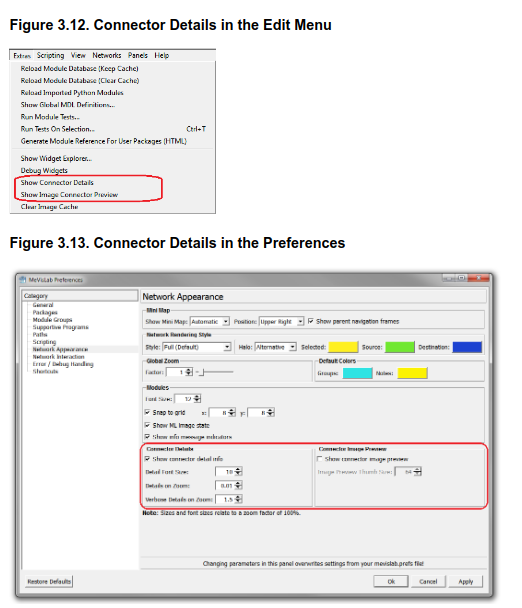 Figure 3.12. Connector Details in the Edit Menu
Extras Scripting View Networks Panels Help
Reload Module Database (Keep Cache)
Reload Module Database (Clear Cache)
Reload Imported Python Modules
Show Global MDL Definitions...
Run Module Tests...
Run Tests On Selection... Ctrl+T
Generate Module Reference For User Packages (HTML)
Show Widget Explorer...
Debug Widgets
Show Connector Details
Show Image Connector Preview
Clear Image Cache
Figure 3.13. Connector Details in the Preferences
MeVisLab Preferences
Category
General
Packages
Module Groups
Supportive Programs
Paths
Scripting
Network Appearance
Network Interaction
Error / Debug Handling
Shortcuts
Network Appearance
Mini Map
Show Mini Map: Automatic Position: Upper Right Show parent navigation frames
Network Rendering Style
Style: Full (Default) Halo: Alternative Selected: Source: Destination:
Global Zoom Default Colors
Factor: 1 Groups: Notes:
Modules
Font Size: 12
Snap to grid x: 8 y: 8
Show ML image state
Show info message indicators
Connector Details Connector Image Preview
Show connector detail info Show connector image preview
Detail Font Size: 10 Image Preview Thumb Size: 64
Details on Zoom: 0.01
Verbose Details on Zoom: 1.5
Note: Sizes and font sizes relate to a zoom factor of 100%.
Changing parameters in this panel overwrites settings from your mevislab.prefs file!
Restore Defaults Ok Cancel Apply